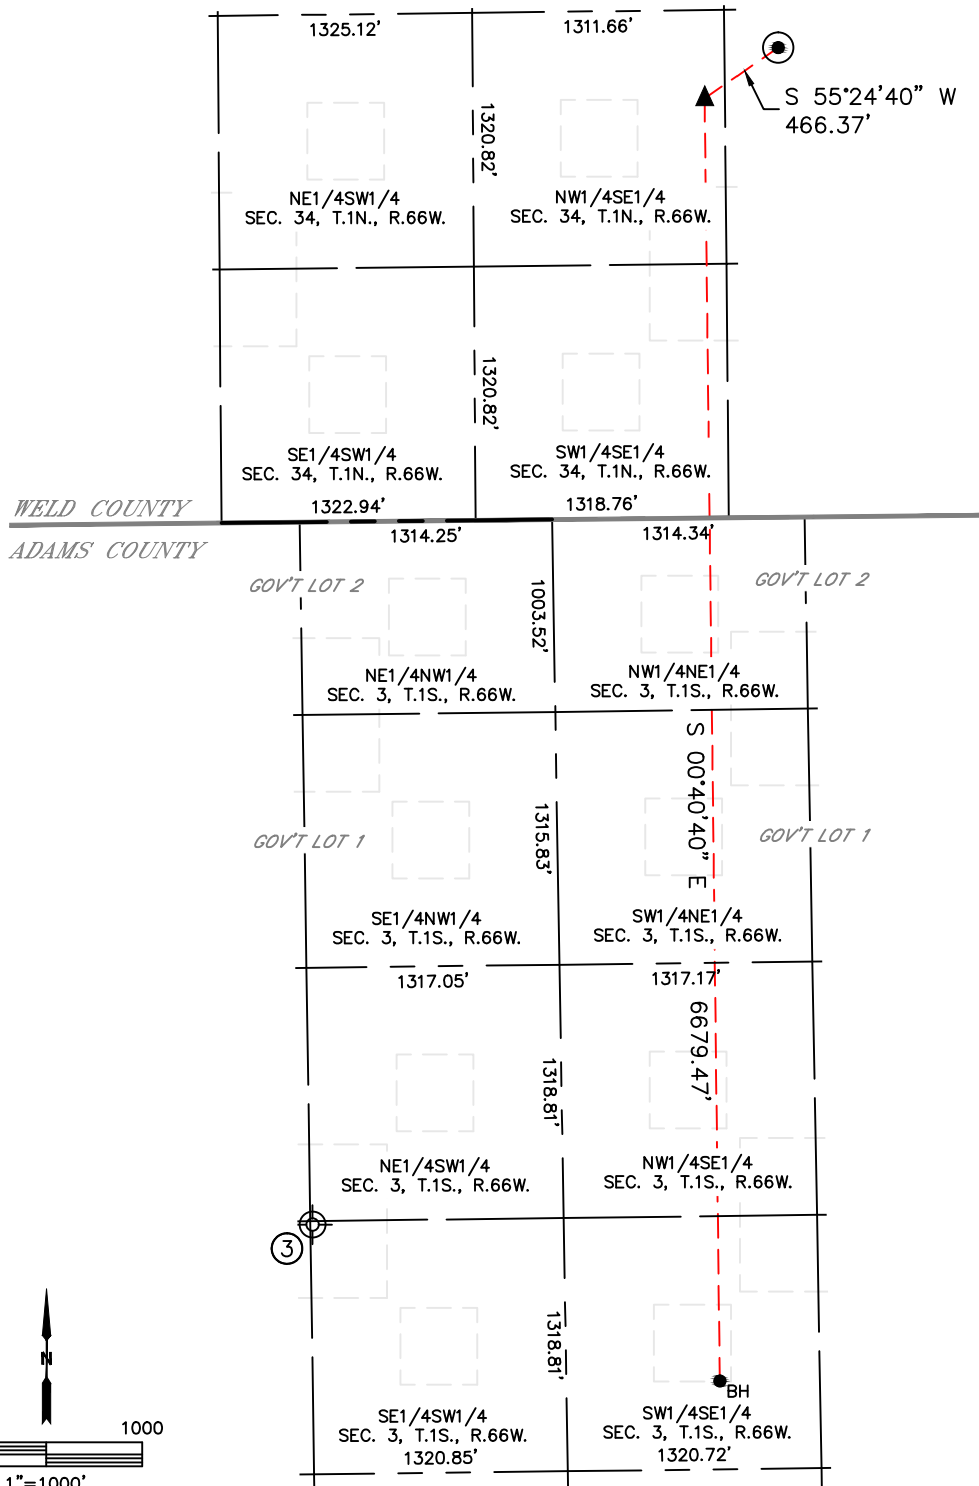 1325.12'
1311.66'
S 55°24'40" W
466.37'
1320.82'
NE1/4SW1/4
SEC. 34, T.1N., R.66W.
NW1/4SE1/4
SEC. 34, T.1N., R.66W.
1320.82'
SE1/4SW1/4
SEC. 34, T.1N., R.66W.
SW1/4SE1/4
SEC. 34, T.1N., R.66W.
WELD COUNTY
1322.94'
1318.76'
ADAMS COUNTY
1314.25'
1314.34'
GOV'T LOT 2
GOV'T LOT 2
1003.52'
NE1/4NW1/4
SEC. 3, T.1S., R.66W.
NW1/4NE1/4
SEC. 3, T.1S., R.66W.
S 00°40'40" E
GOV'T LOT 1
1315.83'
GOV'T LOT 1
SE1/4NW1/4
SEC. 3, T.1S., R.66W.
SW1/4NE1/4
SEC. 3, T.1S., R.66W.
1317.05'
1317.17'
6679.47'
1318.81'
NE1/4SW1/4
SEC. 3, T.1S., R.66W.
NW1/4SE1/4
SEC. 3, T.1S., R.66W.
3
1318.81'
N
BH
SE1/4SW1/4
SEC. 3, T.1S., R.66W.
SW1/4SE1/4
SEC. 3, T.1S., R.66W.
1320.85'
1320.72'
1000
1"=1000'